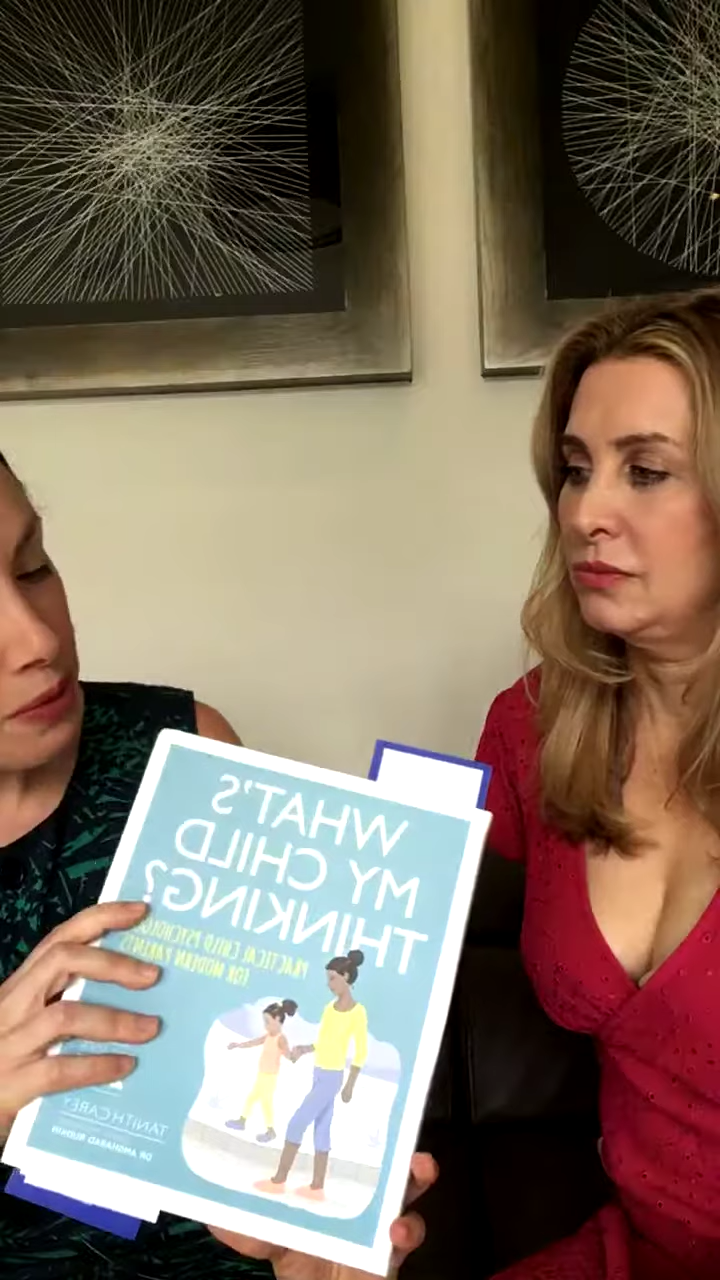 WHAT'S
MY CHILD
THINKING?
PRACTICAL CHILD PSYCHOLOGY
FOR MODERN PARENTS
TANITH CAREY
DR ANGHARAD RUDKIN